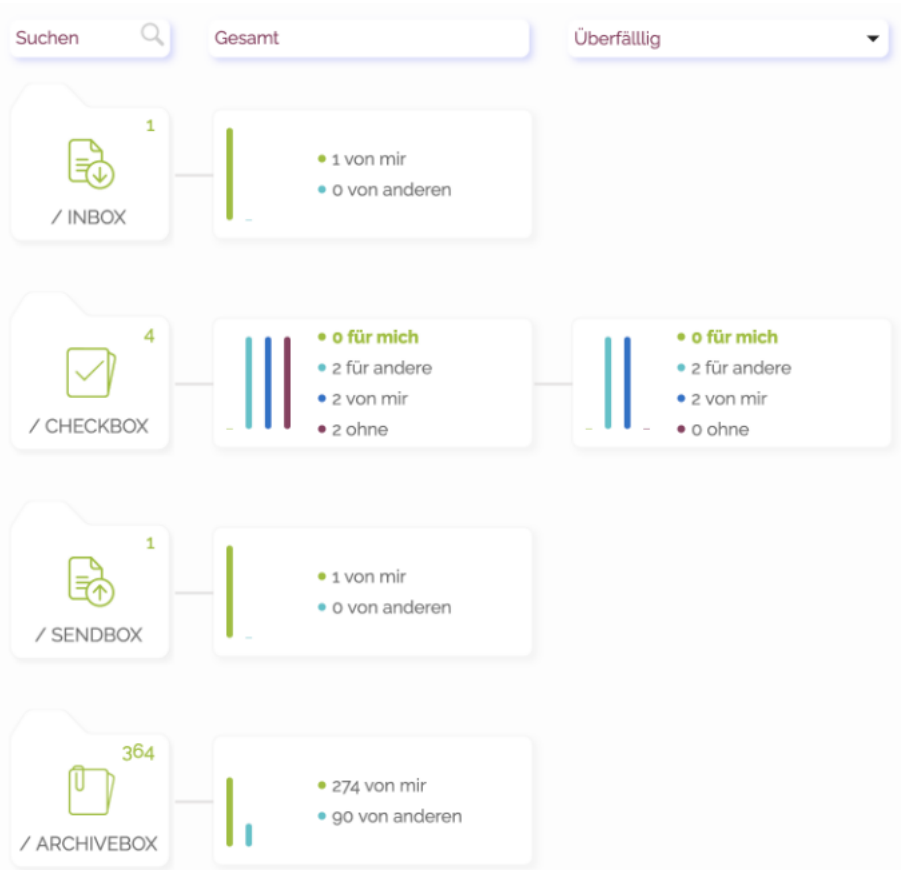 Suchen
Gesamt
Überfälllig
1
1 von mir
0 von anderen
/ INBOX
4
0 für mich
2 für andere
2 von mir
2 ohne
0 für mich
2 für andere
2 von mir
0 ohne
/ CHECKBOX
1
1 von mir
0 von anderen
/ SENDBOX
364
274 von mir
90 von anderen
/ ARCHIVEBOX